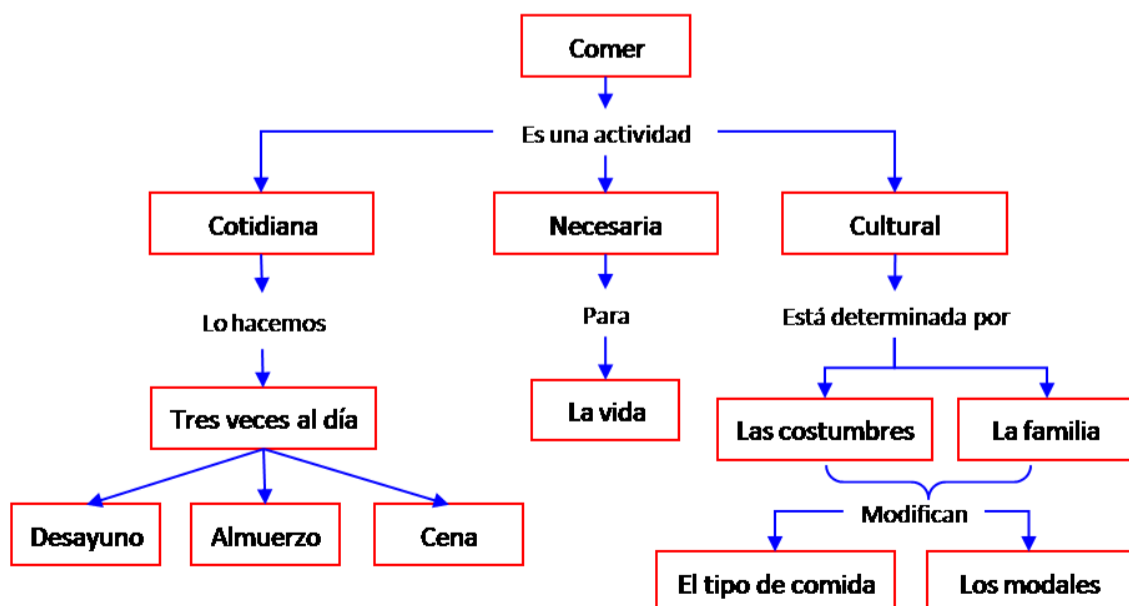 Comer
Es una actividad
Cotidiana
Necesaria
Cultural
Lo hacemos
Para
Está determinada por
Tres veces al día
La vida
Las costumbres
La familia
Modifican
Desayuno
Almuerzo
Cena
El tipo de comida
Los modales